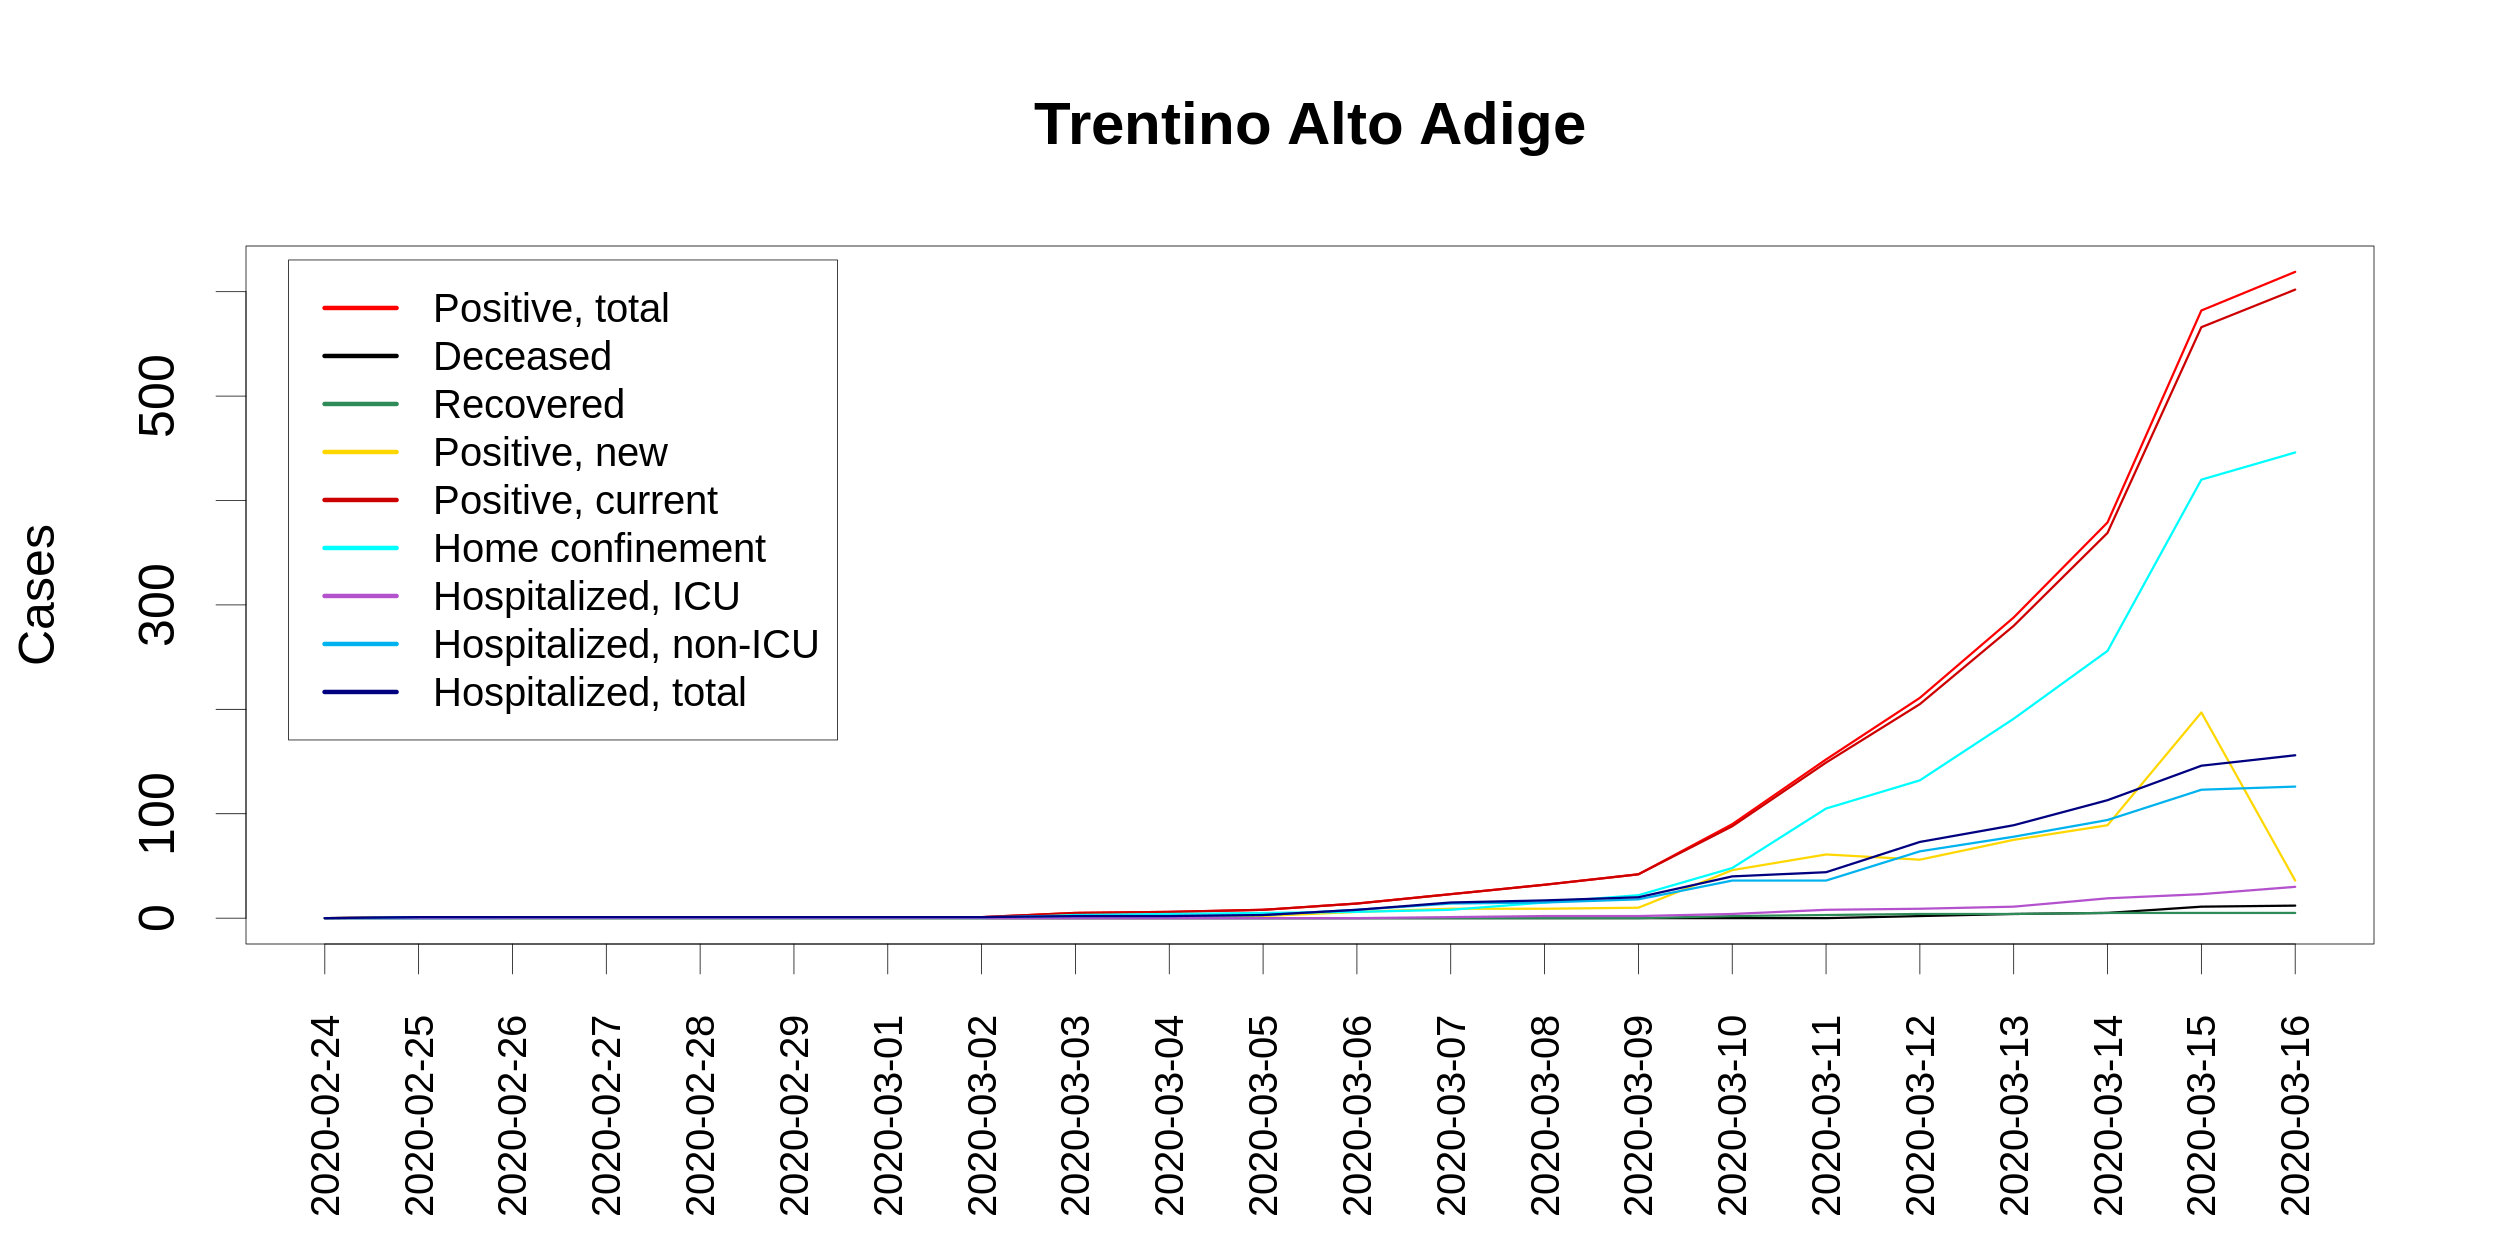 Trentino Alto Adige
Cases
500
300
100
0
Positive, total
Deceased
Recovered
Positive, new
Positive, current
Home confinement
Hospitalized, ICU
Hospitalized, non-ICU
Hospitalized, total
2020-02-24
2020-02-25
2020-02-26
2020-02-27
2020-02-28
2020-02-29
2020-03-01
2020-03-02
2020-03-03
2020-03-04
2020-03-05
2020-03-06
2020-03-07
2020-03-08
2020-03-09
2020-03-10
2020-03-11
2020-03-12
2020-03-13
2020-03-14
2020-03-15
2020-03-16